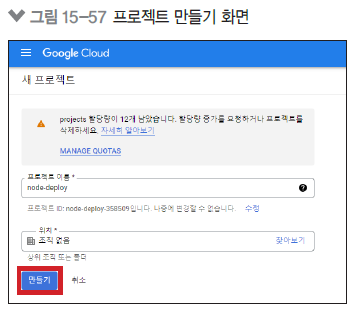 그림 15-57 프로젝트 만들기 화면
Google Cloud
새 프로젝트
projects 할당량이 12개 남았습니다. 할당량 증가를 요청하거나 프로젝트를
삭제하세요. 자세히 알아보기
MANAGE QUOTAS
프로젝트 이름 *
node-deploy
프로젝트 ID: node-deploy-358509입니다. 나중에 변경할 수 없습니다. 수정
위치 *
조직 없음 찾아보기
상위 조직 또는 폴더
만들기 취소